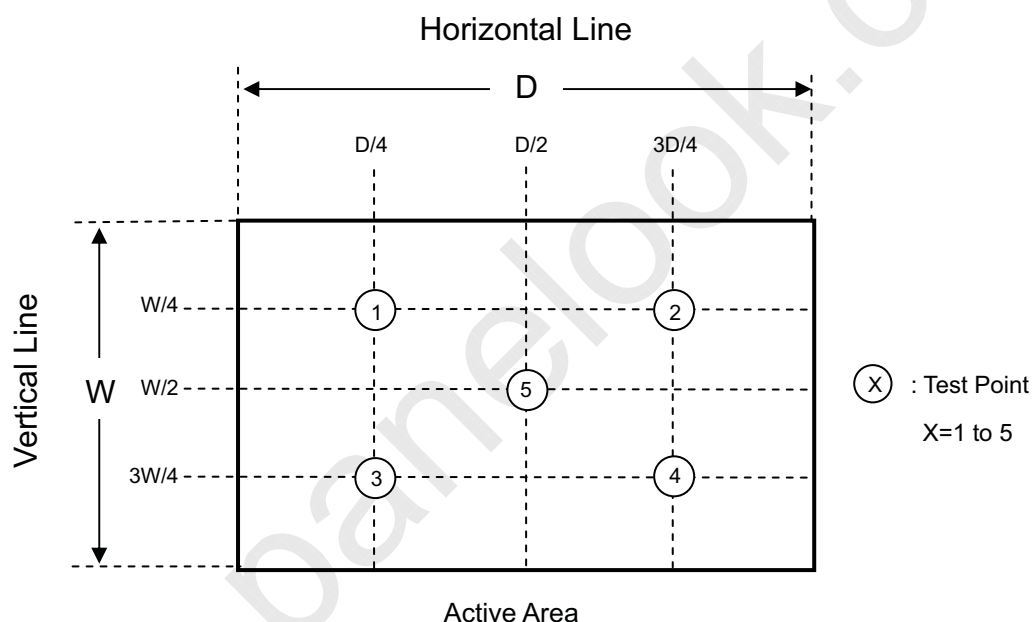 Horizontal Line
D
D/4 D/2 3D/4
Vertical Line
W
W/4
W/2
3W/4
1 2
5
3 4
X : Test Point
X=1 to 5
Active Area
panelook.